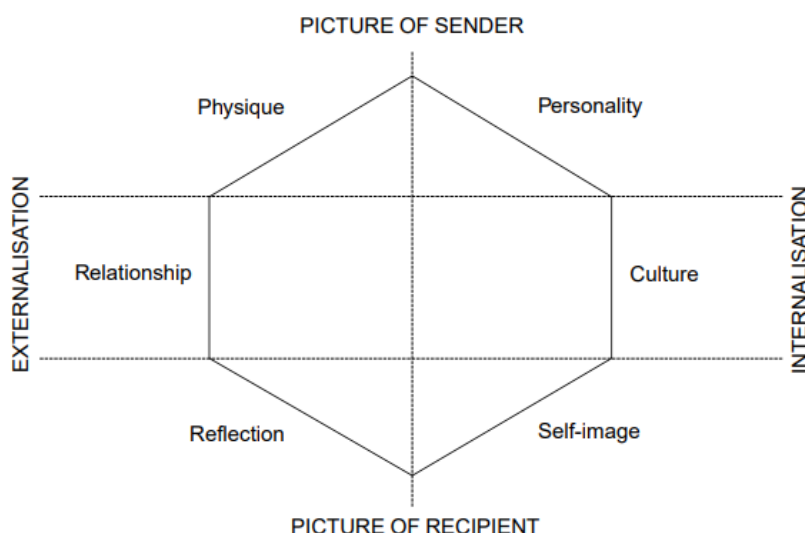 PICTURE OF SENDER
Physique
Personality
EXTERNALISATION
INTERNALISATION
Relationship
Culture
Reflection
Self-image
PICTURE OF RECIPIENT